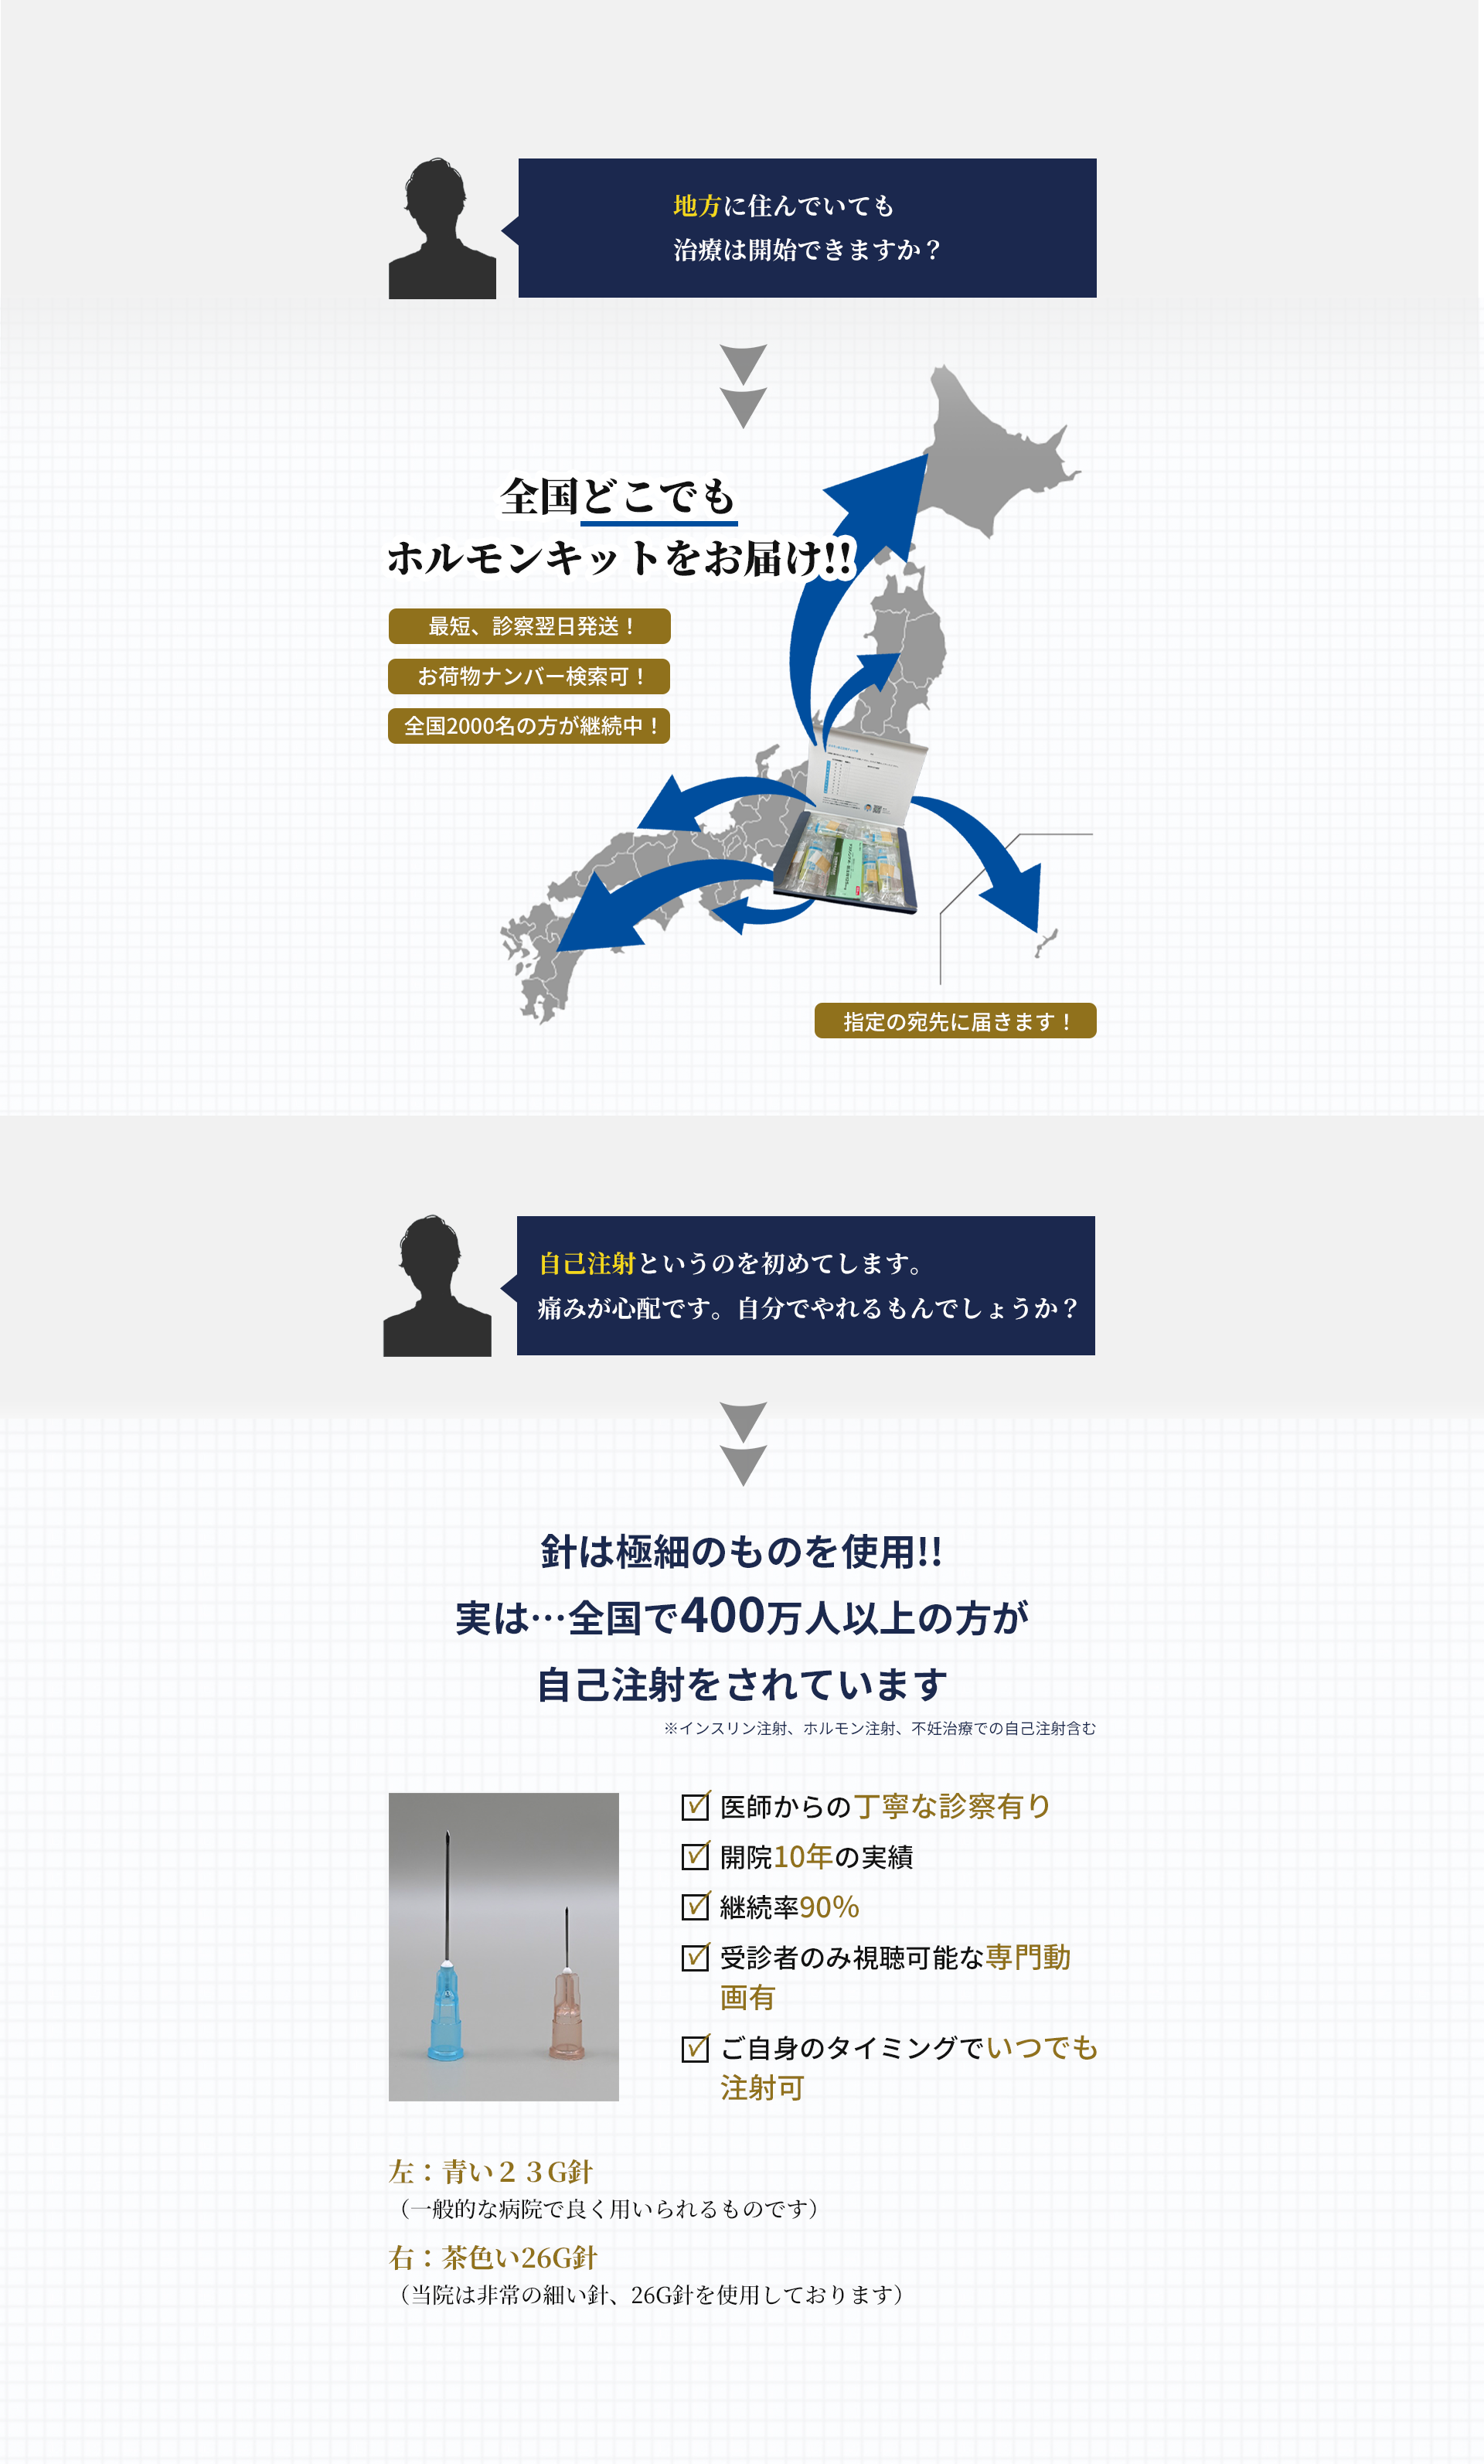 地方に住んでいても
治療は開始できますか？
全国どこでも
ホルモンキットをお届け!!
最短、診察翌日発送！
お荷物ナンバー検索可！
全国2000名の方が継続中！
指定の宛先に届きます！
自己注射というのを初めてします。
痛みが心配です。自分でやれるもんでしょうか？
針は極細のものを使用!!
実は…全国で400万人以上の方が
自己注射をされています
※インスリン注射、ホルモン注射、不妊治療での自己注射含む
医師からの丁寧な診察有り
開院10年の実績
継続率90%
受診者のみ視聴可能な専門動
画有
ご自身のタイミングでいつでも
注射可
左：青い２３G針
（一般的な病院で良く用いられるものです）
右：茶色い26G針
（当院は非常の細い針、26G針を使用しております）